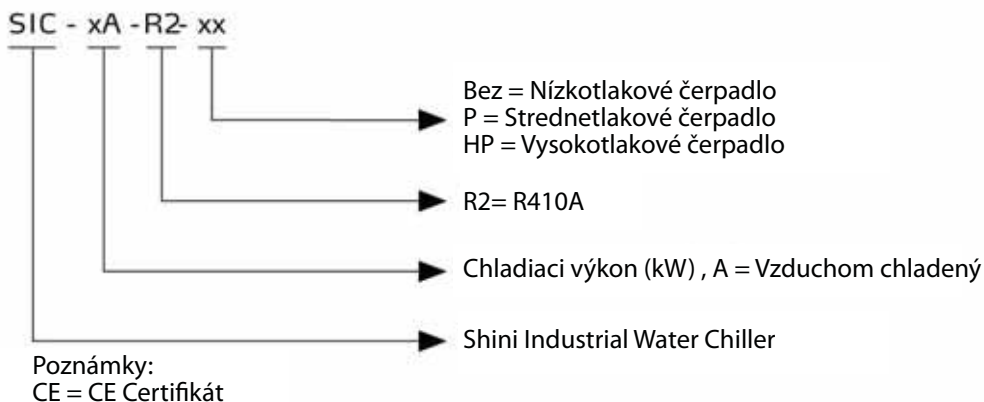 SIC - xA -R2- xx
Bez = Nízkotlakové čerpadlo
P = Strednetlakové čerpadlo
HP = Vysokotlakové čerpadlo
R2= R410A
Chladiaci výkon (kW) , A = Vzduchom chladený
Shini Industrial Water Chiller
Poznámky:
CE = CE Certifikát